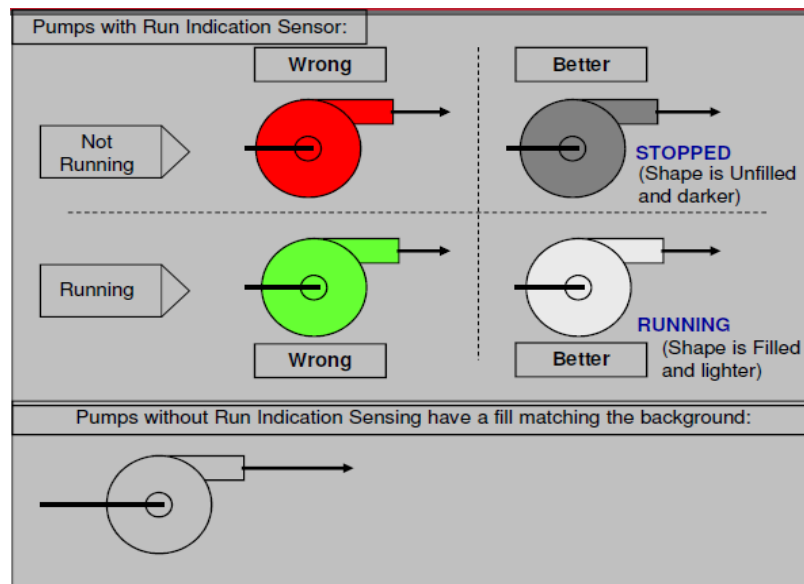 Pumps with Run Indication Sensor:
Wrong
Better
Not
Running
STOPPED
(Shape is Unfilled
and darker)
Running
RUNNING
(Shape is Filled
and lighter)
Wrong
Better
Pumps without Run Indication Sensing have a fill matching the background: